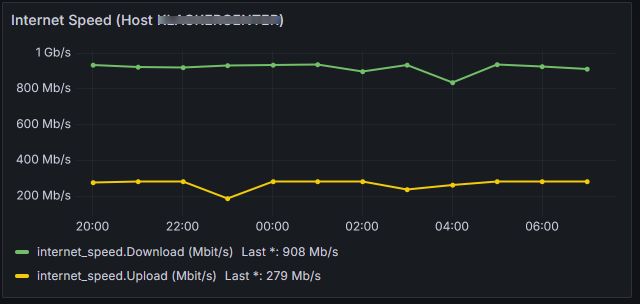 Internet Speed (Host )
1 Gb/s
800 Mb/s
600 Mb/s
400 Mb/s
200 Mb/s
20:00 22:00 00:00 02:00 04:00 06:00
internet_speed.Download (Mbit/s) Last *: 908 Mb/s
internet_speed.Upload (Mbit/s) Last *: 279 Mb/s